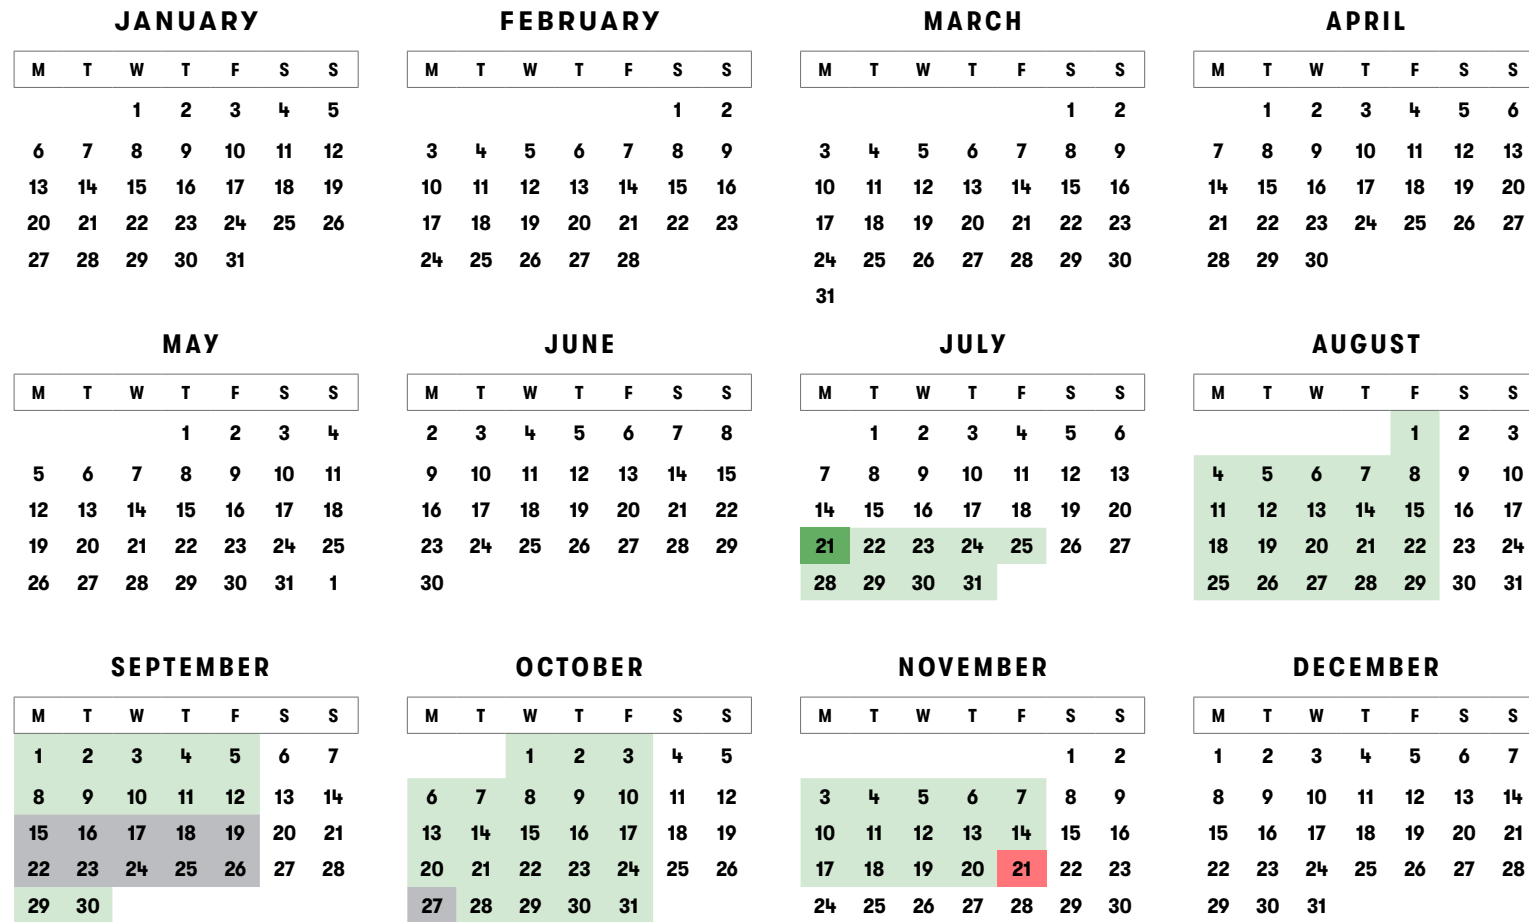 JANUARY FEBRUARY MARCH APRIL
M T W T F S S M T W T F S S M T W T F S S M T W T F S S
1 2 3 4 5 1 2 1 2 1 2 3 4 5 6
6 7 8 9 10 11 12 3 4 5 6 7 8 9 3 4 5 6 7 8 9 7 8 9 10 11 12 13
13 14 15 16 17 18 19 10 11 12 13 14 15 16 10 11 12 13 14 15 16 14 15 16 17 18 19 20
20 21 22 23 24 25 26 17 18 19 20 21 22 23 17 18 19 20 21 22 23 21 22 23 24 25 26 27
27 28 29 30 31 24 25 26 27 28 24 25 26 27 28 29 30 28 29 30
31
MAY JUNE JULY AUGUST
M T W T F S S M T W T F S S M T W T F S S M T W T F S S
1 2 3 4 2 3 4 5 6 7 8 1 2 3 4 5 6 1 2 3
5 6 7 8 9 10 11 9 10 11 12 13 14 15 7 8 9 10 11 12 13 4 5 6 7 8 9 10
12 13 14 15 16 17 18 16 17 18 19 20 21 22 14 15 16 17 18 19 20 11 12 13 14 15 16 17
19 20 21 22 23 24 25 23 24 25 26 27 28 29 21 22 23 24 25 26 27 18 19 20 21 22 23 24
26 27 28 29 30 31 1 30 28 29 30 31 25 26 27 28 29 30 31
SEPTEMBER OCTOBER NOVEMBER DECEMBER
M T W T F S S M T W T F S S M T W T F S S M T W T F S S
1 2 3 4 5 6 7 1 2 3 4 5 1 2 1 2 3 4 5 6 7
8 9 10 11 12 13 14 6 7 8 9 10 11 12 3 4 5 6 7 8 9 8 9 10 11 12 13 14
15 16 17 18 19 20 21 13 14 15 16 17 18 19 10 11 12 13 14 15 16 15 16 17 18 19 20 21
22 23 24 25 26 27 28 20 21 22 23 24 25 26 17 18 19 20 21 22 23 22 23 24 25 26 27 28
29 30 27 28 29 30 31 24 25 26 27 28 29 30 29 30 31